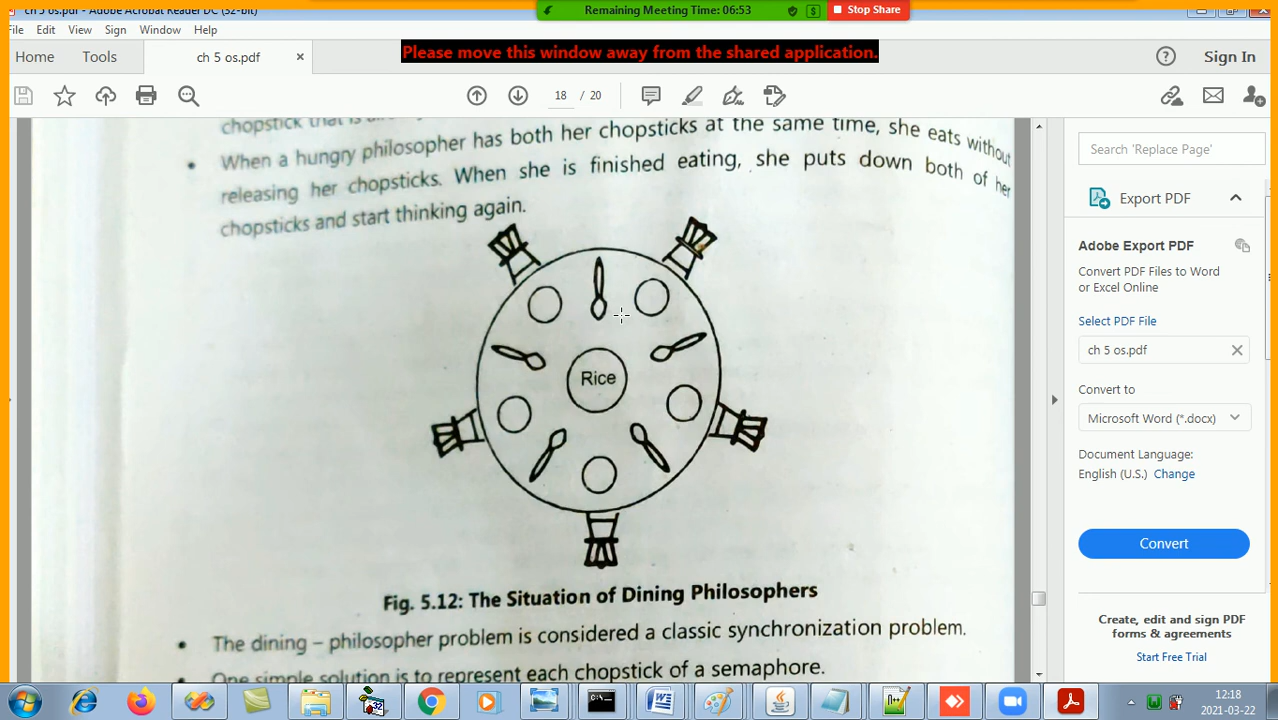 ch 5 os.pdf - Adobe Acrobat Reader DC (32-bit)
Remaining Meeting Time: 06:53
Stop Share
File Edit View Window Help
Please move this window away from the shared application.
Home Tools ch 5 os.pdf
Sign In
18 / 20
chopstick that is
• When a hungry philosopher has both her chopsticks at the same time, she eats without
releasing her chopsticks. When she is finished eating, she puts down both of her
chopsticks and start thinking again.
Rice
Fig. 5.12: The Situation of Dining Philosophers
• The dining – philosopher problem is considered a classic synchronization problem.
• One simple solution is to represent each chopstick of a semaphore.
Search 'Replace Page'
Export PDF
Adobe Export PDF
Convert PDF Files to Word
or Excel Online
Select PDF File
ch 5 os.pdf
Convert to
Microsoft Word (*.docx)
Document Language:
English (U.S.) Change
Convert
Create, edit and sign PDF
forms & agreements
Start Free Trial
12:18
2021-03-22